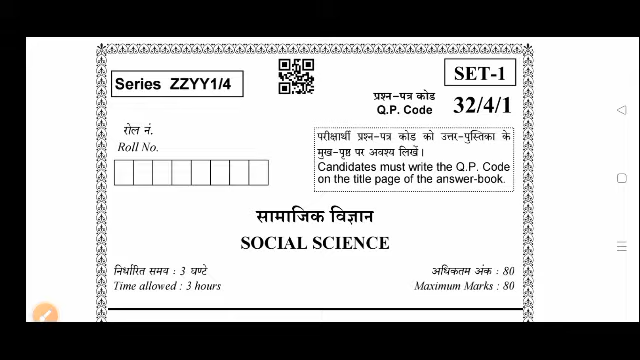 Series ZZYY1/4
SET-1
प्रश्न-पत्र कोड
Q.P. Code 32/4/1
रोल नं.
Roll No.
परीक्षार्थी प्रश्न-पत्र कोड को उत्तर-पुस्तिका के
मुख-पृष्ठ पर अवश्य लिखें।
Candidates must write the Q.P. Code
on the title page of the answer-book.
सामाजिक विज्ञान
SOCIAL SCIENCE
निर्धारित समय : 3 घण्टे
Time allowed : 3 hours
अधिकतम अंक : 80
Maximum Marks : 80